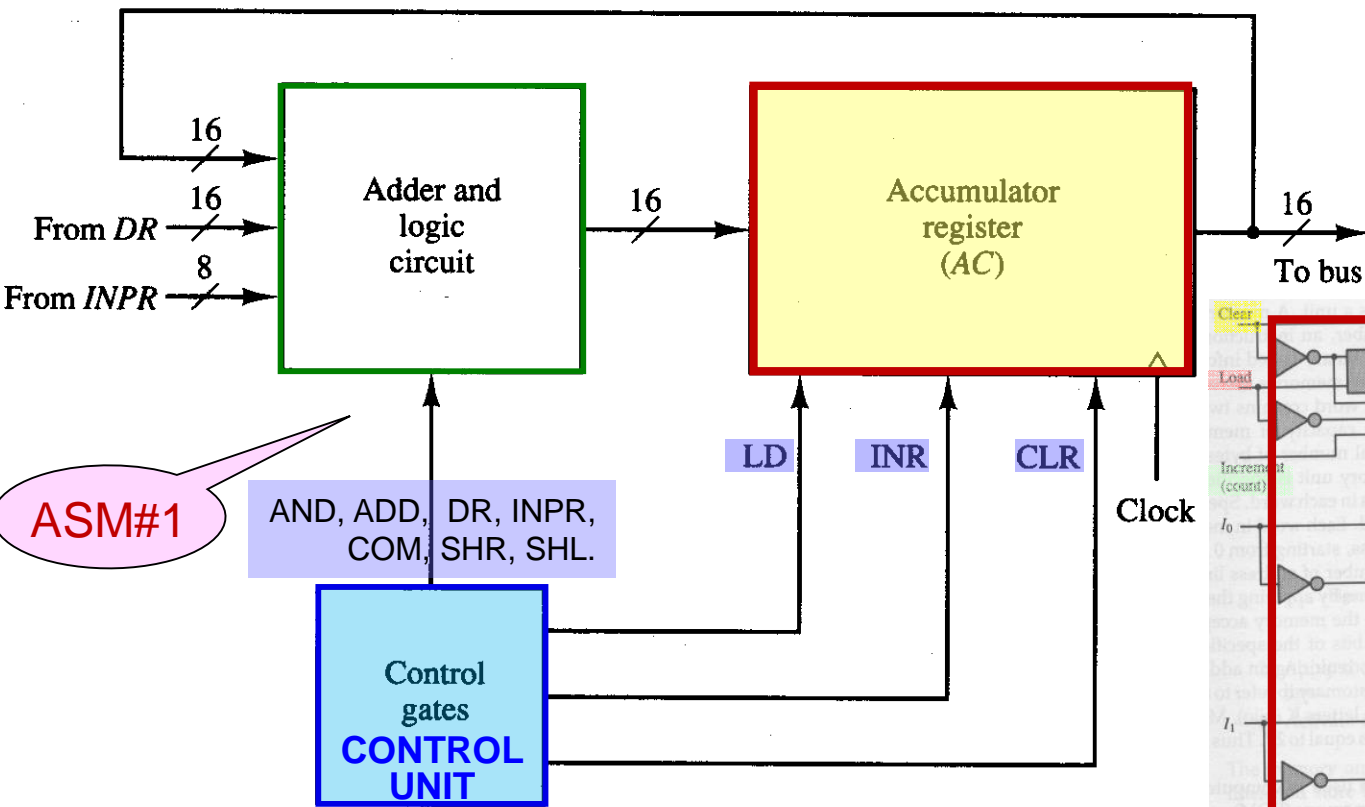 16
From DR
16
From INPR
8
Adder and
logic
circuit
16
Accumulator
register
(AC)
16
To bus
LD
INR
CLR
Clock
ASM#1
AND, ADD, DR, INPR,
COM, SHR, SHL.
Control
gates
CONTROL
UNIT
Clear
Load
Increment
(count)
I0
I1